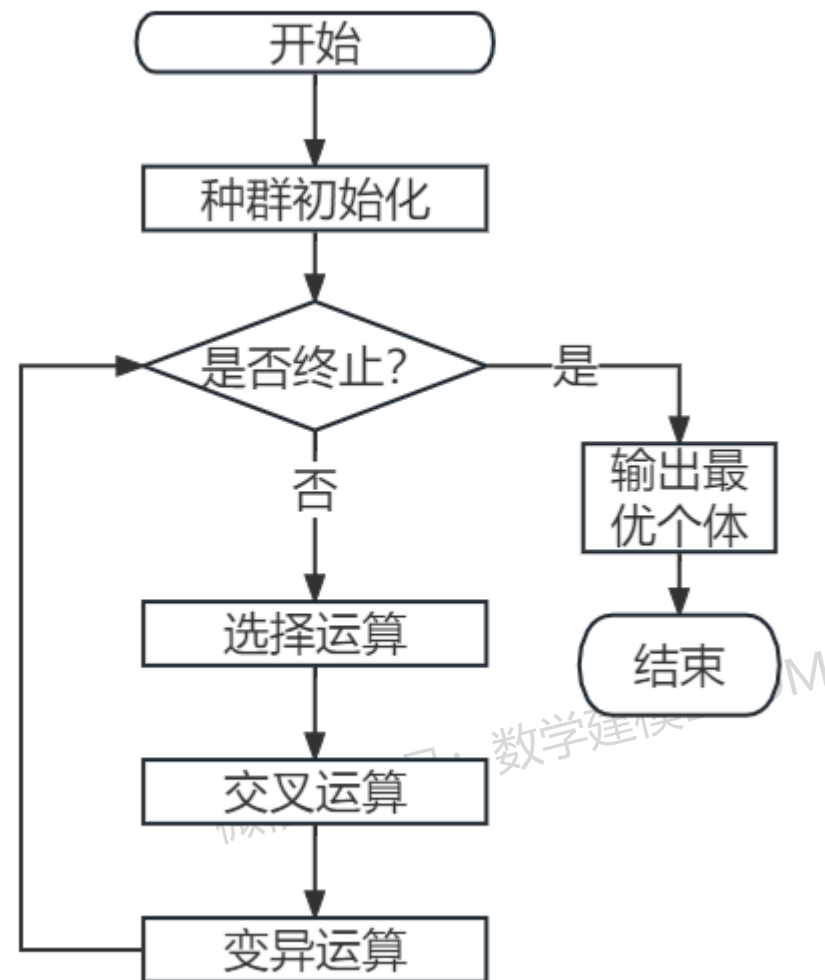 开始
种群初始化
是否终止?
是
否
输出最
优个体
选择运算
结束
数学建模
交叉运算
变异运算